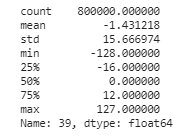 count 800000.000000
mean -1.431218
std 15.666974
min -128.000000
25% -16.000000
50% 0.000000
75% 12.000000
max 127.000000
Name: 39, dtype: float64